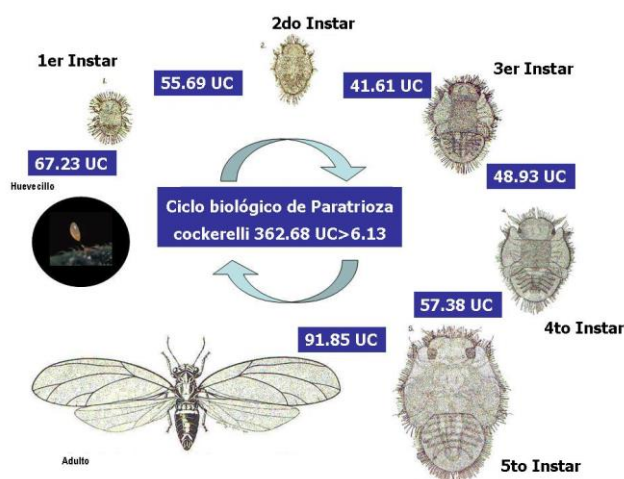 2do Instar
1er Instar
55.69 UC
41.61 UC
3er Instar
67.23 UC
48.93 UC
Huevecillo
Ciclo biológico de Paratrioza
cockerelli 362.68 UC>6.13
57.38 UC
4to Instar
91.85 UC
5to Instar
Adulto